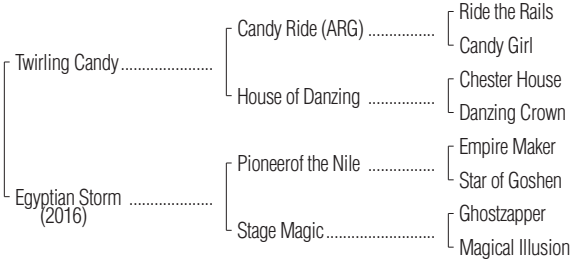 Ride the Rails
Candy Ride (ARG) ................
Candy Girl
Twirling Candy ......................
Chester House
House of Danzing ................
Danzing Crown
Empire Maker
Pioneerof the Nile ................
Star of Goshen
Egyptian Storm ....................
(2016)
Ghostzapper
Stage Magic ..........................
Magical Illusion